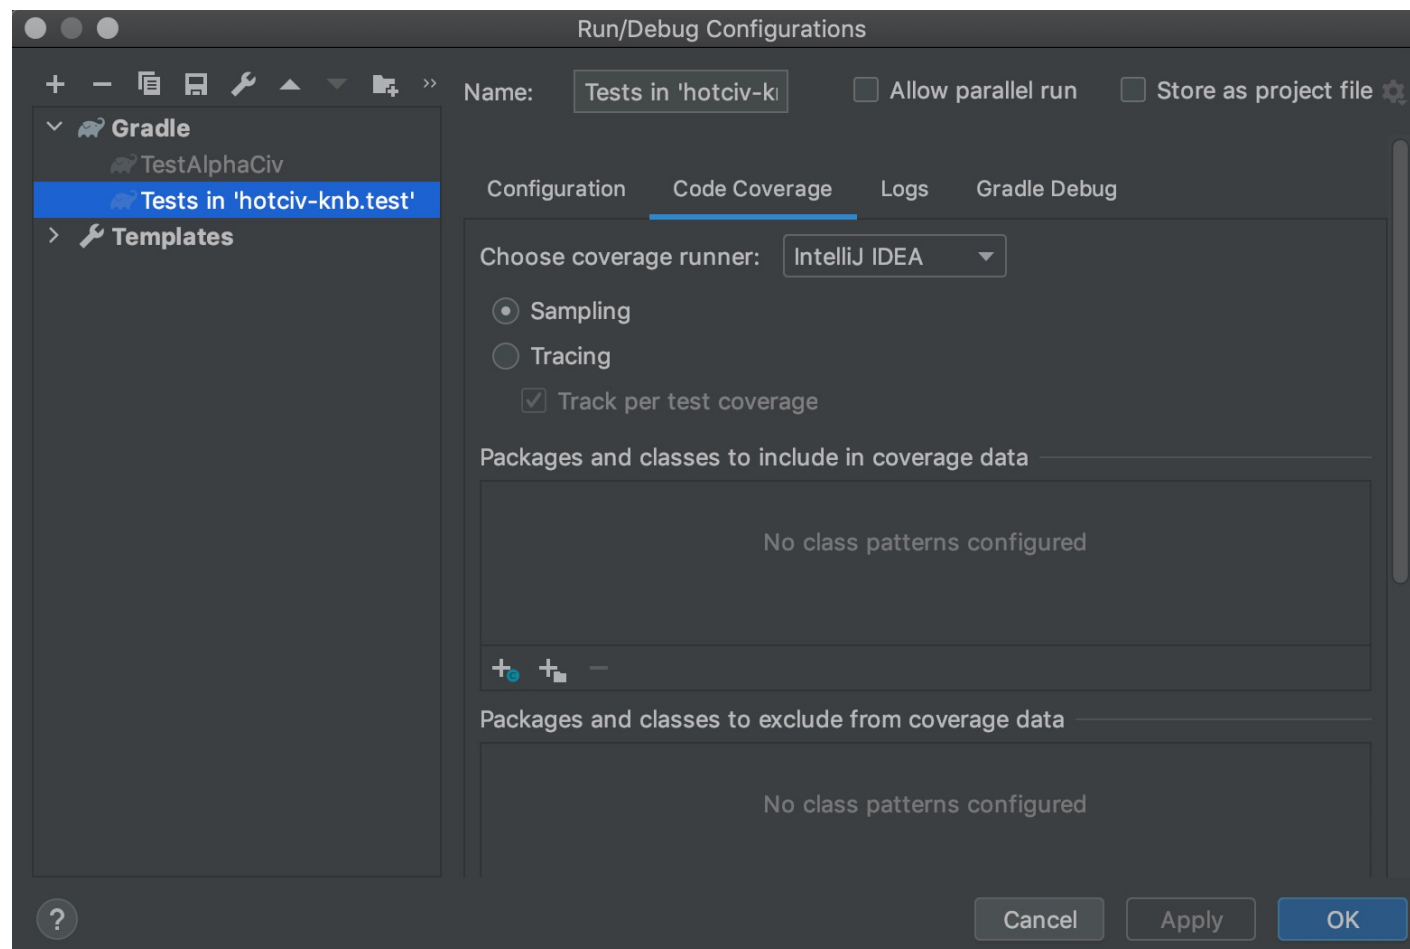 Run/Debug Configurations
Name: Tests in 'hotciv-k Allow parallel run Store as project file
Gradle
TestAlphaCiv
Tests in 'hotciv-knb.test'
Templates
Configuration Code Coverage Logs Gradle Debug
Choose coverage runner: IntelliJ IDEA
Sampling
Tracing
Track per test coverage
Packages and classes to include in coverage data
No class patterns configured
Packages and classes to exclude from coverage data
No class patterns configured
? Cancel Apply OK